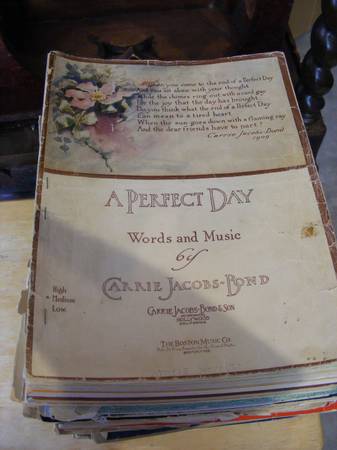 When you come to the end of a Perfect Day
And you sit alone with your thought
While the chimes ring out with a carol gay
For the joy that the day has brought,
Do you think what the end of a Perfect Day
Can mean to a tired heart
When the sun goes down with a flaming ray
And the dear friends have to part?
Carrie Jacobs-Bond
1909
A PERFECT DAY
Words and Music
by
CARRIE JACOBS-BOND
High
Medium
Low
CARRIE JACOBS-BOND & SON
HOLLYWOOD
CALIFORNIA
THE BOSTON MUSIC CO.